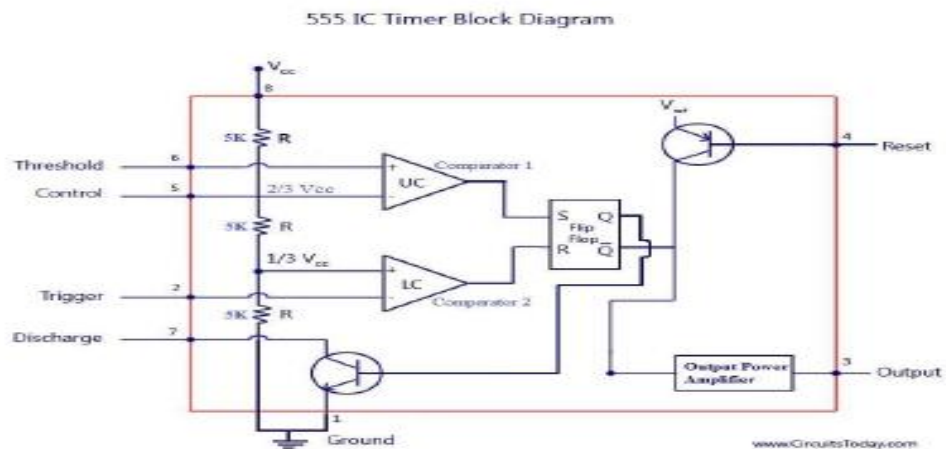 555 IC Timer Block Diagram
Vcc
8
5K R
Threshold 6
Comparator 1
+
UC
-
Control 5 2/3 Vcc
5K R
1/3 Vcc
+
LC
-
Comparator 2
Trigger 2
5K R
Discharge 7
S Q
Flip
Flop
R Q̅
Vref
4 Reset
Output Power
Amplifier
3 Output
1
Ground
www.CircuitsToday.com